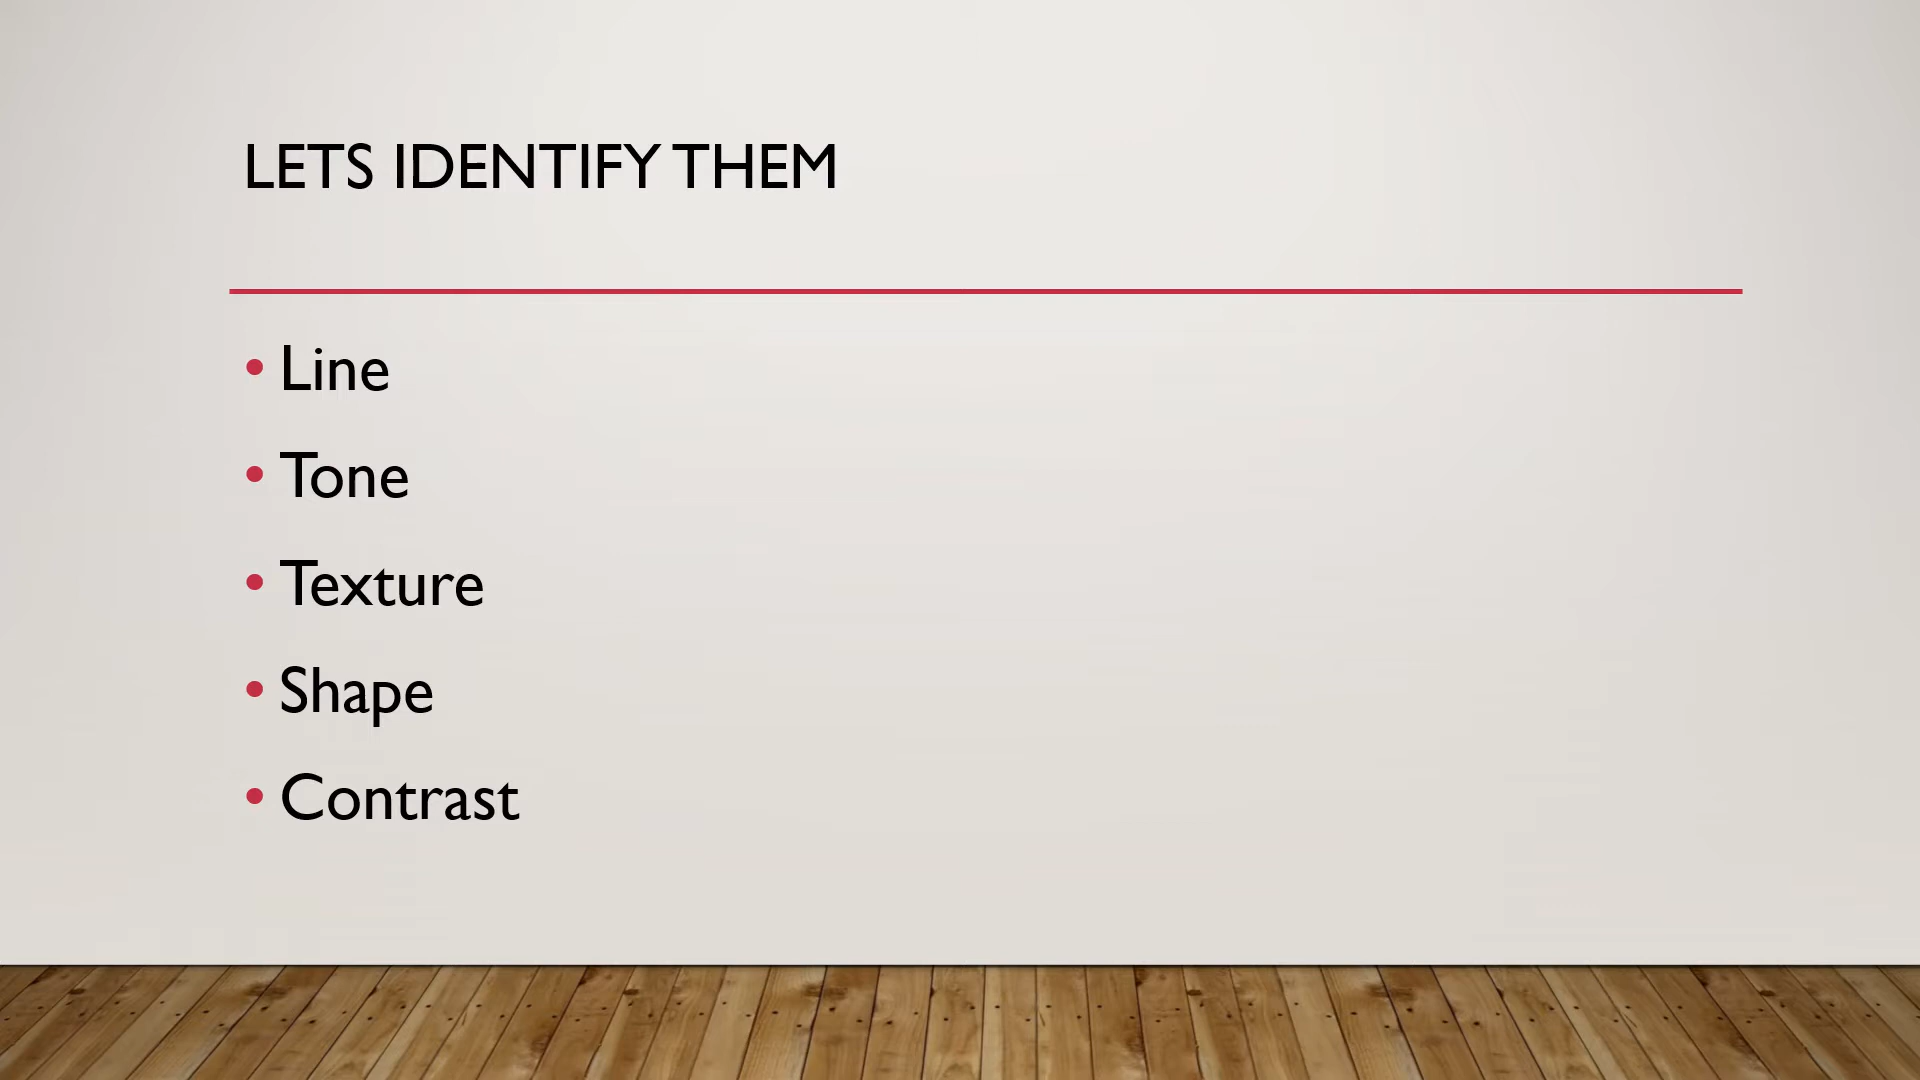 LETS IDENTIFY THEM
• Line
• Tone
• Texture
• Shape
• Contrast